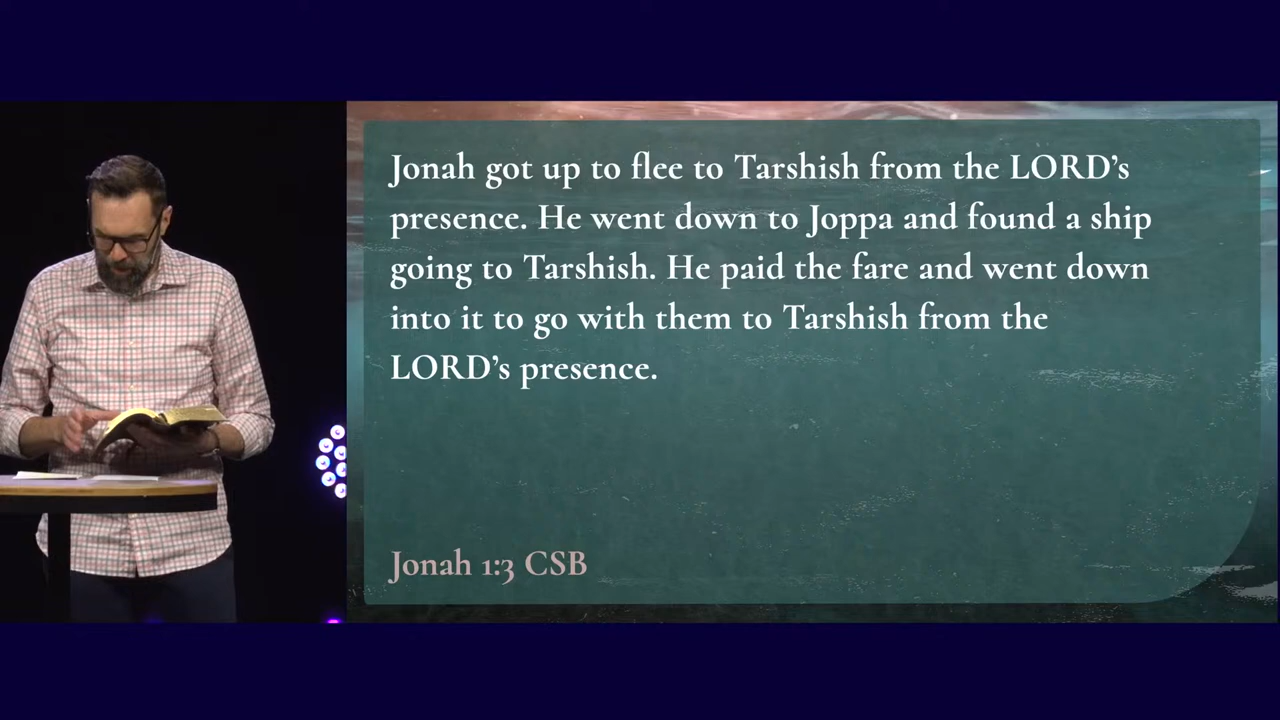 Jonah got up to flee to Tarshish from the LORD’s
presence. He went down to Joppa and found a ship
going to Tarshish. He paid the fare and went down
into it to go with them to Tarshish from the
LORD’s presence.
Jonah 1:3 CSB